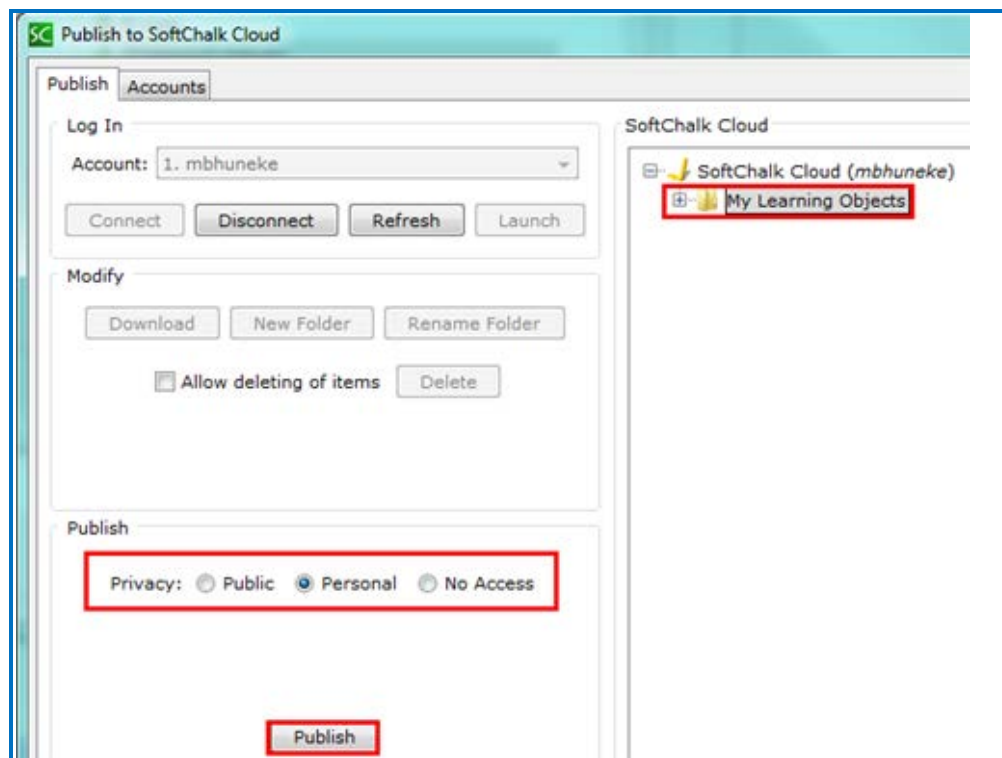 SC Publish to SoftChalk Cloud
Publish Accounts
Log In
Account: 1. mbhuneke
Connect Disconnect Refresh Launch
Modify
Download New Folder Rename Folder
Allow deleting of items Delete
Publish
Privacy: Public Personal No Access
Publish
SoftChalk Cloud
SoftChalk Cloud (mbhuneke)
My Learning Objects